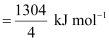 = 1304/4 kJ mol⁻¹